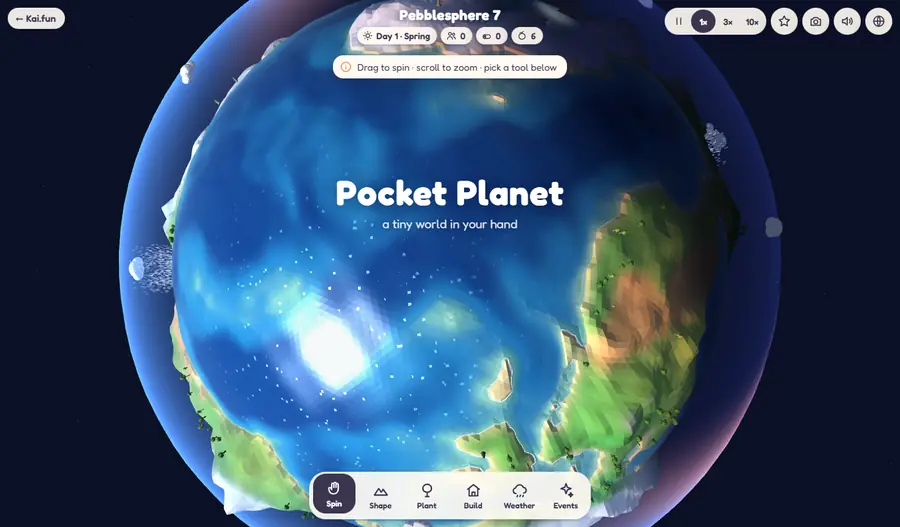 ← Kai.fun
Pebblesphere 7
Day 1 · Spring
0
0
6
1x
3x
10x
Drag to spin · scroll to zoom · pick a tool below
Pocket Planet
a tiny world in your hand
Spin
Shape
Plant
Build
Weather
Events